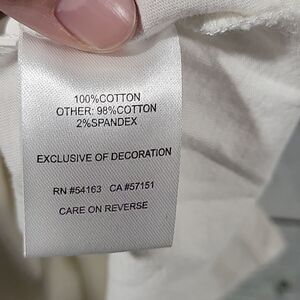 100%COTTON
OTHER: 98%COTTON
2%SPANDEX
EXCLUSIVE OF DECORATION
RN #54163 CA #57151
CARE ON REVERSE